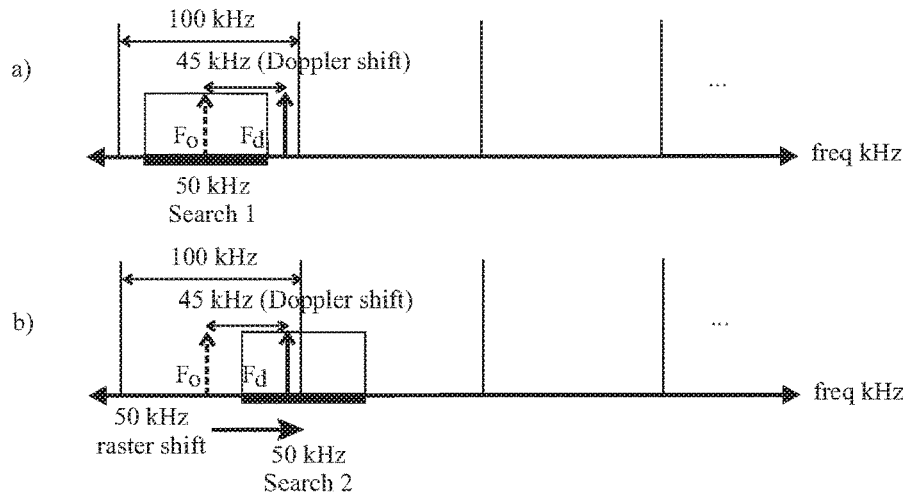 100 kHz
45 kHz (Doppler shift)
a)
...
Fo
Fd
freq kHz
50 kHz
Search 1
100 kHz
45 kHz (Doppler shift)
b)
...
Fo
Fd
freq kHz
50 kHz
raster shift
50 kHz
Search 2